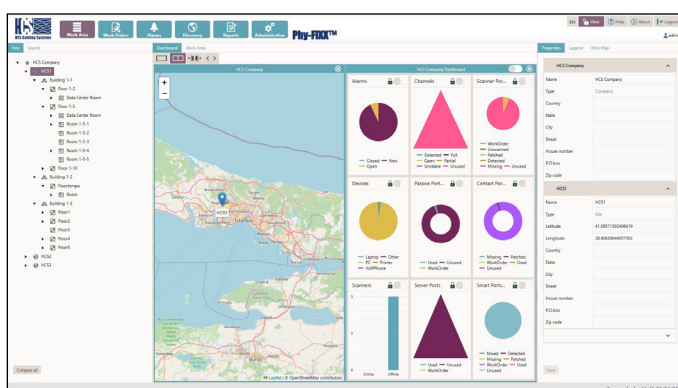 HCS
HCS Building Systems
Work Area
Work Orders
Alarms
Discovery
Reports
Administration
Phy-FIXX™
EN
View
Help
About
Logout
Tree
Search
HCS Company
HCS1
Building 1-1
Floor 1-2
Data Center Room
Floor 1-5
Data Center Room
Room 1-5-1
Room 1-5-2
Room 1-5-3
Room 1-5-4
Room 1-5-5
Floor 1-10
Building 1-2
Room
Building 1-3
Floor1
Floor2
Floor3
Floor4
Floor5
HCS2
HCS3
Collapse all
Dashboard
Work Area
HCS Company
+
−
HCS1
Bursa
Leaflet | © OpenStreetMap contributors
HCS Company Dashboard
Alarms
Closed
New
Open
Channels
Detected
Full
Open
Partial
Unstable
Unused
Scanner Por...
WorkOrder
Unscanned
Patched
Detected
Missing
Unused
Devices
Laptop
Other
PC
Printer
VoIPPhone
Passive Port...
Used
Unused
WorkOrder
Contact Por...
Missing
Patched
WorkOrder
Used
Unused
Scanners
Online
Offline
Server Ports
Used
Unused
WorkOrder
Smart Ports...
Mixed
Detected
Missing
Patched
WorkOrder
Used
Unused
Properties
Legend
Mini Map
HCS Company
Name
HCS Company
Type
Company
Country
State
City
Street
House number
P.O.box
Zip code
HCS1
Name
HCS1
Type
Site
Latitude
Longitude
Country
State
City
Street
House number
P.O.box
Zip code
Save